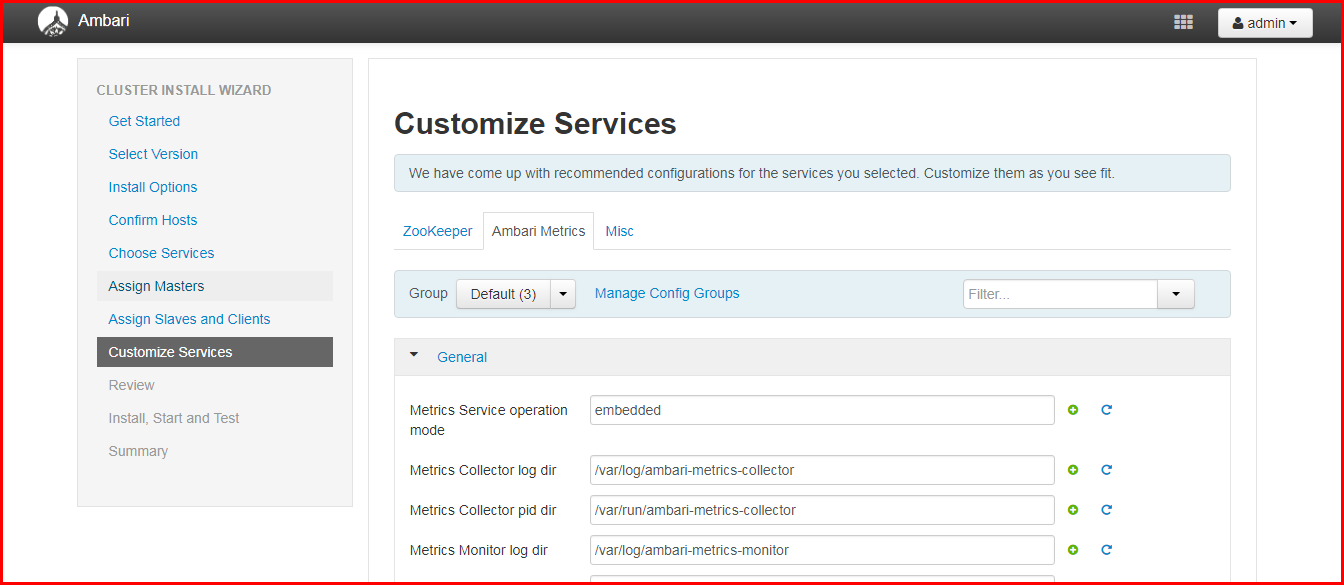 Ambari
admin
CLUSTER INSTALL WIZARD
Get Started
Select Version
Install Options
Confirm Hosts
Choose Services
Assign Masters
Assign Slaves and Clients
Customize Services
Review
Install, Start and Test
Summary
Customize Services
We have come up with recommended configurations for the services you selected. Customize them as you see fit.
ZooKeeper Ambari Metrics Misc
Group Default (3) Manage Config Groups Filter...
General
Metrics Service operation embedded
mode
Metrics Collector log dir /var/log/ambari-metrics-collector
Metrics Collector pid dir /var/run/ambari-metrics-collector
Metrics Monitor log dir /var/log/ambari-metrics-monitor